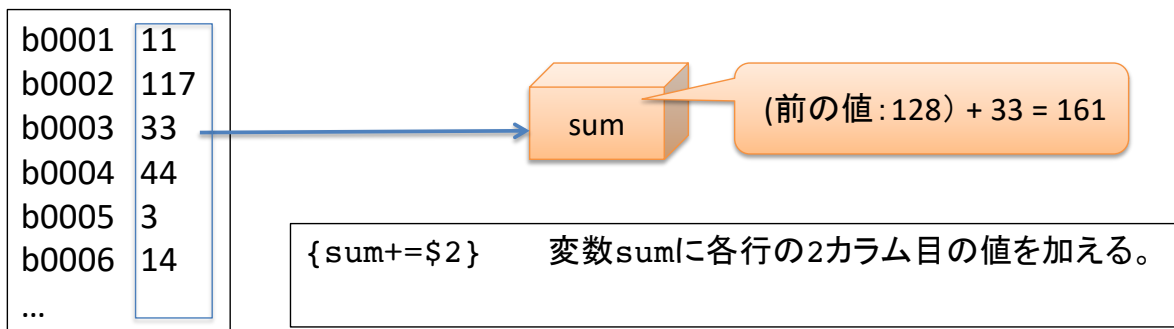 b0001 11
b0002 117
b0003 33
b0004 44
b0005 3
b0006 14
…
sum
(前の値：128） + 33 = 161
{sum+=$2} 変数sumに各行の2カラム目の値を加える。